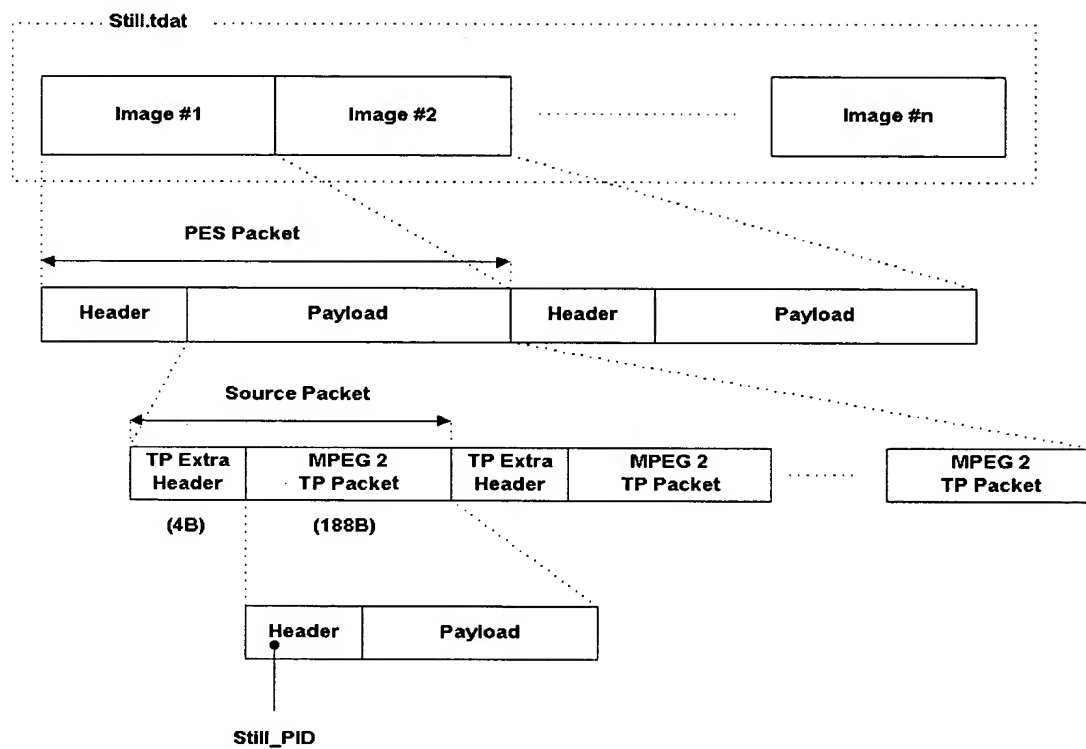 Still.tdat
Image #1 Image #2 Image #n
PES Packet
Header Payload Header Payload
Source Packet
TP Extra Header MPEG 2 TP Packet TP Extra Header MPEG 2 TP Packet MPEG 2 TP Packet
(4B) (188B)
Header Payload
Still_PID